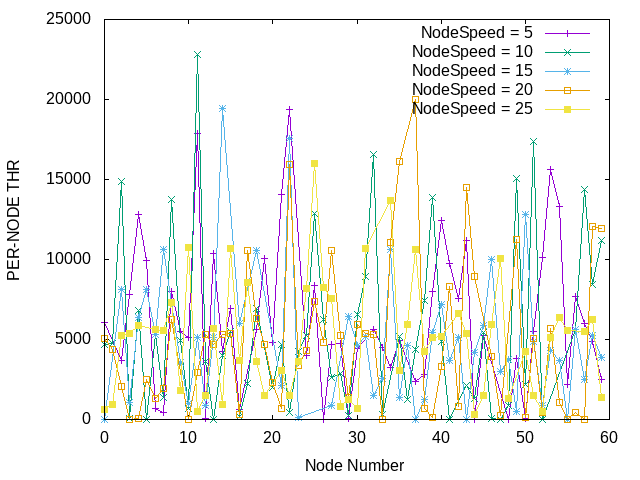 25000
20000
15000
10000
5000
0
PER-NODE THR
NodeSpeed = 5
NodeSpeed = 10
NodeSpeed = 15
NodeSpeed = 20
NodeSpeed = 25
0 10 20 30 40 50 60
Node Number